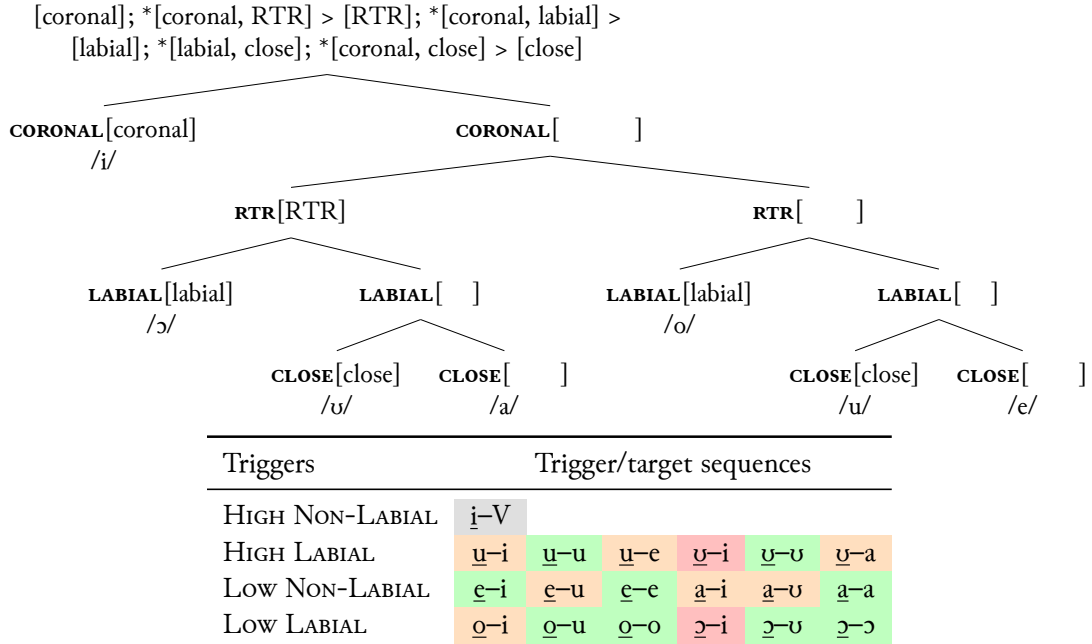 [coronal]; *[coronal, RTR] > [RTR]; *[coronal, labial] >
[labial]; *[labial, close]; *[coronal, close] > [close]
CORONAL[coronal] CORONAL[ ]
/i/
RTR[RTR] RTR[ ]
LABIAL[labial] LABIAL[ ] LABIAL[labial] LABIAL[ ]
/ɔ/ /o/
CLOSE[close] CLOSE[ ] CLOSE[close] CLOSE[ ]
/ʊ/ /a/ /u/ /e/
Triggers Trigger/target sequences
HIGH NON-LABIAL i–V
HIGH LABIAL u–i u–u u–e ʊ–i ʊ–ʊ ʊ–a
LOW NON-LABIAL e–i e–u e–e a–i a–ʊ a–a
LOW LABIAL o–i o–u o–o ɔ–i ɔ–ʊ ɔ–ɔ